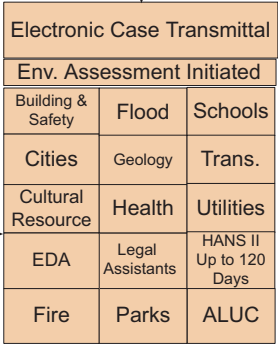 Electronic Case Transmittal
Env. Assessment Initiated
Building &
Safety
Flood
Schools
Cities
Geology
Trans.
Cultural
Resource
Health
Utilities
EDA
Legal
Assistants
HANS II
Up to 120
Days
Fire
Parks
ALUC